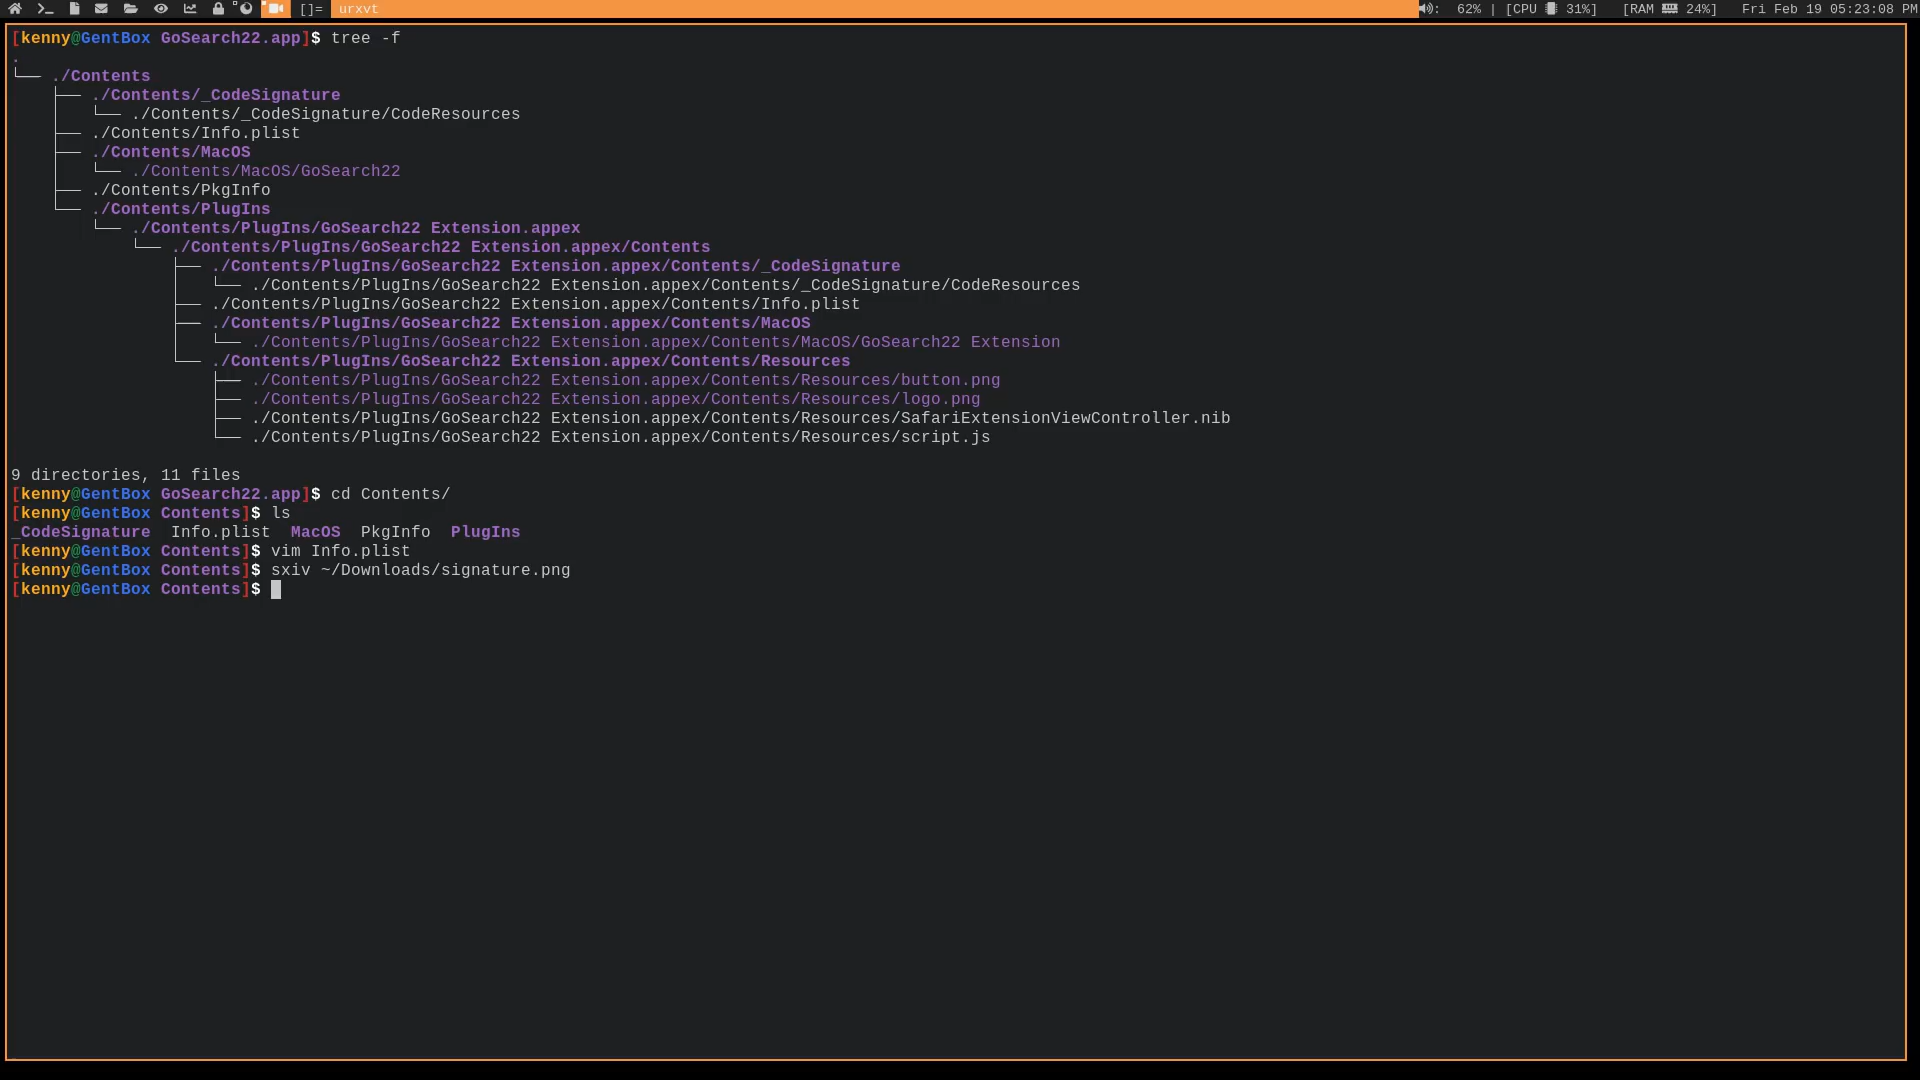 []= urxvt : 62% | [CPU 31%] [RAM 24%] Fri Feb 19 05:23:08 PM
[kenny@GentBox GoSearch22.app]$ tree -f
.
└── ./Contents
    ├── ./Contents/_CodeSignature
    │   └── ./Contents/_CodeSignature/CodeResources
    ├── ./Contents/Info.plist
    ├── ./Contents/MacOS
    │   └── ./Contents/MacOS/GoSearch22
    ├── ./Contents/PkgInfo
    └── ./Contents/PlugIns
        └── ./Contents/PlugIns/GoSearch22 Extension.appex
            └── ./Contents/PlugIns/GoSearch22 Extension.appex/Contents
                ├── ./Contents/PlugIns/GoSearch22 Extension.appex/Contents/_CodeSignature
                │   └── ./Contents/PlugIns/GoSearch22 Extension.appex/Contents/_CodeSignature/CodeResources
                ├── ./Contents/PlugIns/GoSearch22 Extension.appex/Contents/Info.plist
                ├── ./Contents/PlugIns/GoSearch22 Extension.appex/Contents/MacOS
                │   └── ./Contents/PlugIns/GoSearch22 Extension.appex/Contents/MacOS/GoSearch22 Extension
                └── ./Contents/PlugIns/GoSearch22 Extension.appex/Contents/Resources
                    ├── ./Contents/PlugIns/GoSearch22 Extension.appex/Contents/Resources/button.png
                    ├── ./Contents/PlugIns/GoSearch22 Extension.appex/Contents/Resources/logo.png
                    ├── ./Contents/PlugIns/GoSearch22 Extension.appex/Contents/Resources/SafariExtensionViewController.nib
                    └── ./Contents/PlugIns/GoSearch22 Extension.appex/Contents/Resources/script.js

9 directories, 11 files
[kenny@GentBox GoSearch22.app]$ cd Contents/
[kenny@GentBox Contents]$ ls
_CodeSignature  Info.plist  MacOS  PkgInfo  PlugIns
[kenny@GentBox Contents]$ vim Info.plist
[kenny@GentBox Contents]$ sxiv ~/Downloads/signature.png
[kenny@GentBox Contents]$